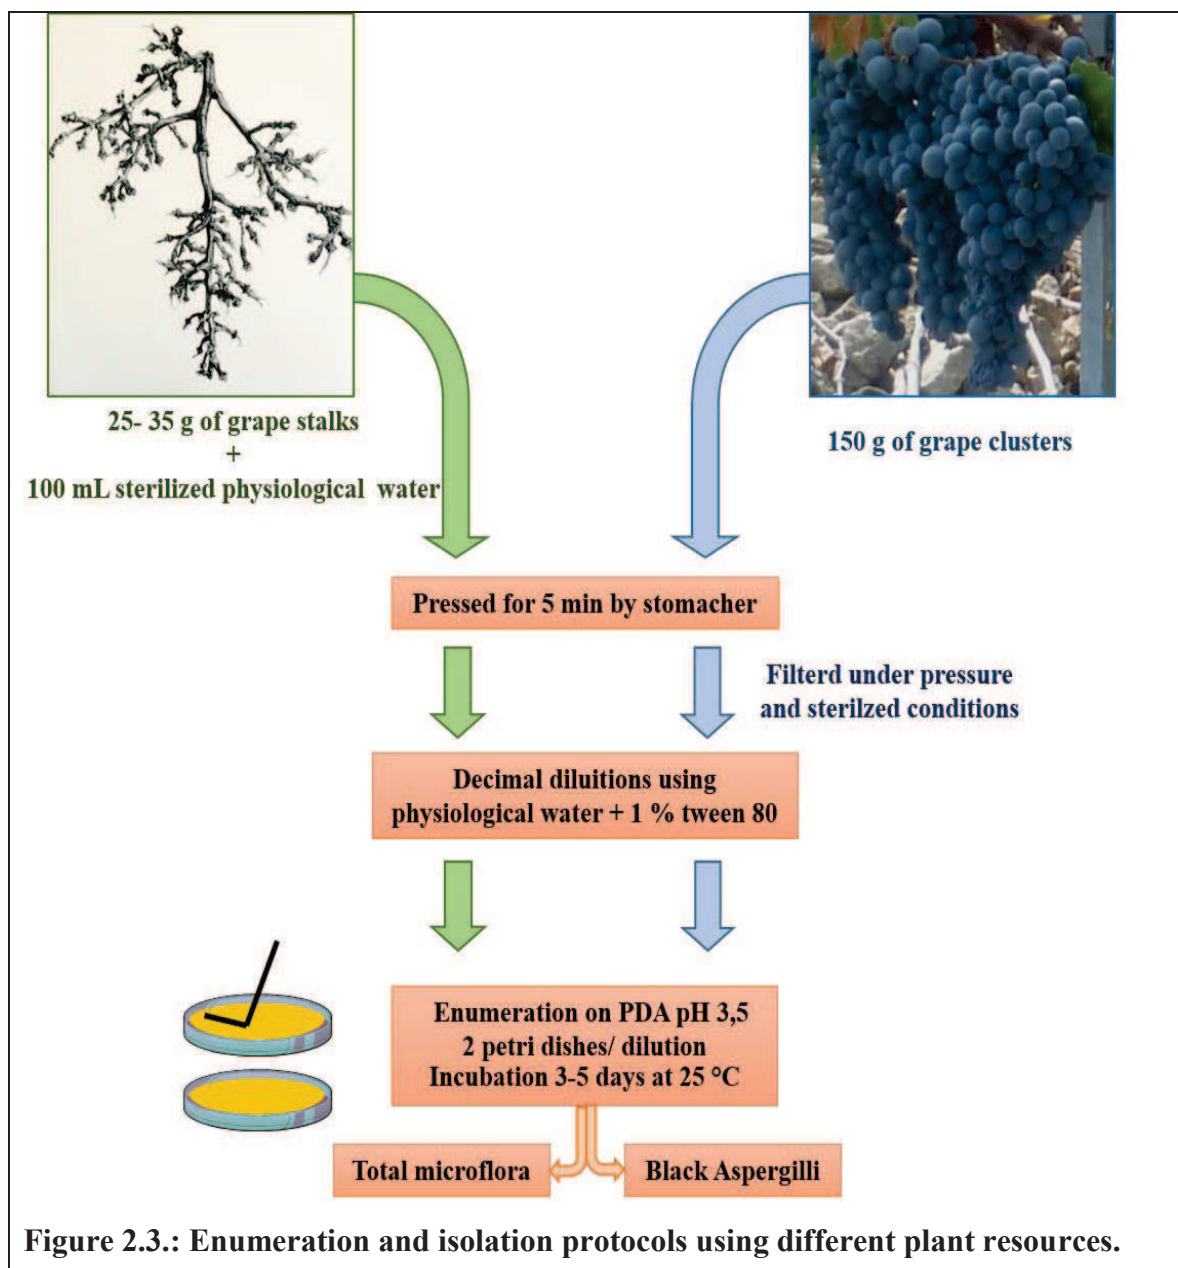 25- 35 g of grape stalks
+
100 mL sterilized physiological water
150 g of grape clusters
Pressed for 5 min by stomacher
Filterd under pressure
and sterilzed conditions
Decimal diluitions using
physiological water + 1 % tween 80
Enumeration on PDA pH 3,5
2 petri dishes/ dilution
Incubation 3-5 days at 25 °C
Total microflora
Black Aspergilli
Figure 2.3.: Enumeration and isolation protocols using different plant resources.